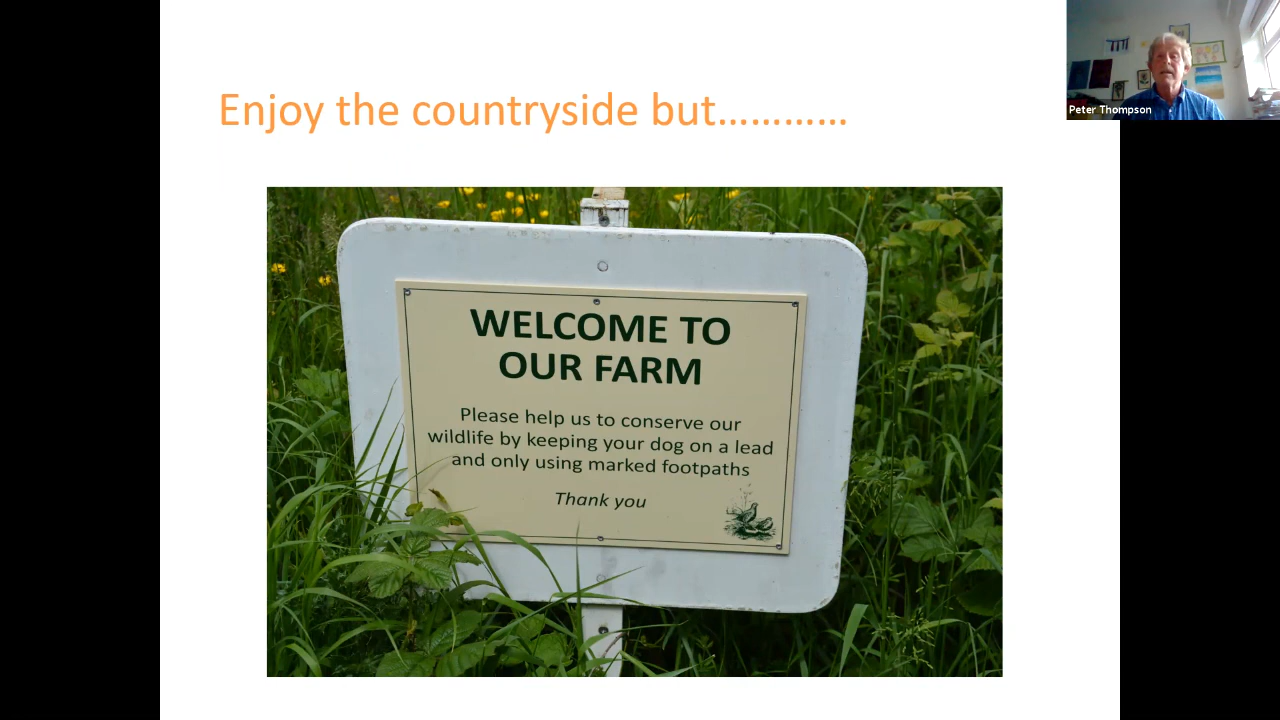 Enjoy the countryside but…………
Peter Thompson
WELCOME TO
OUR FARM
Please help us to conserve our
wildlife by keeping your dog on a lead
and only using marked footpaths
Thank you